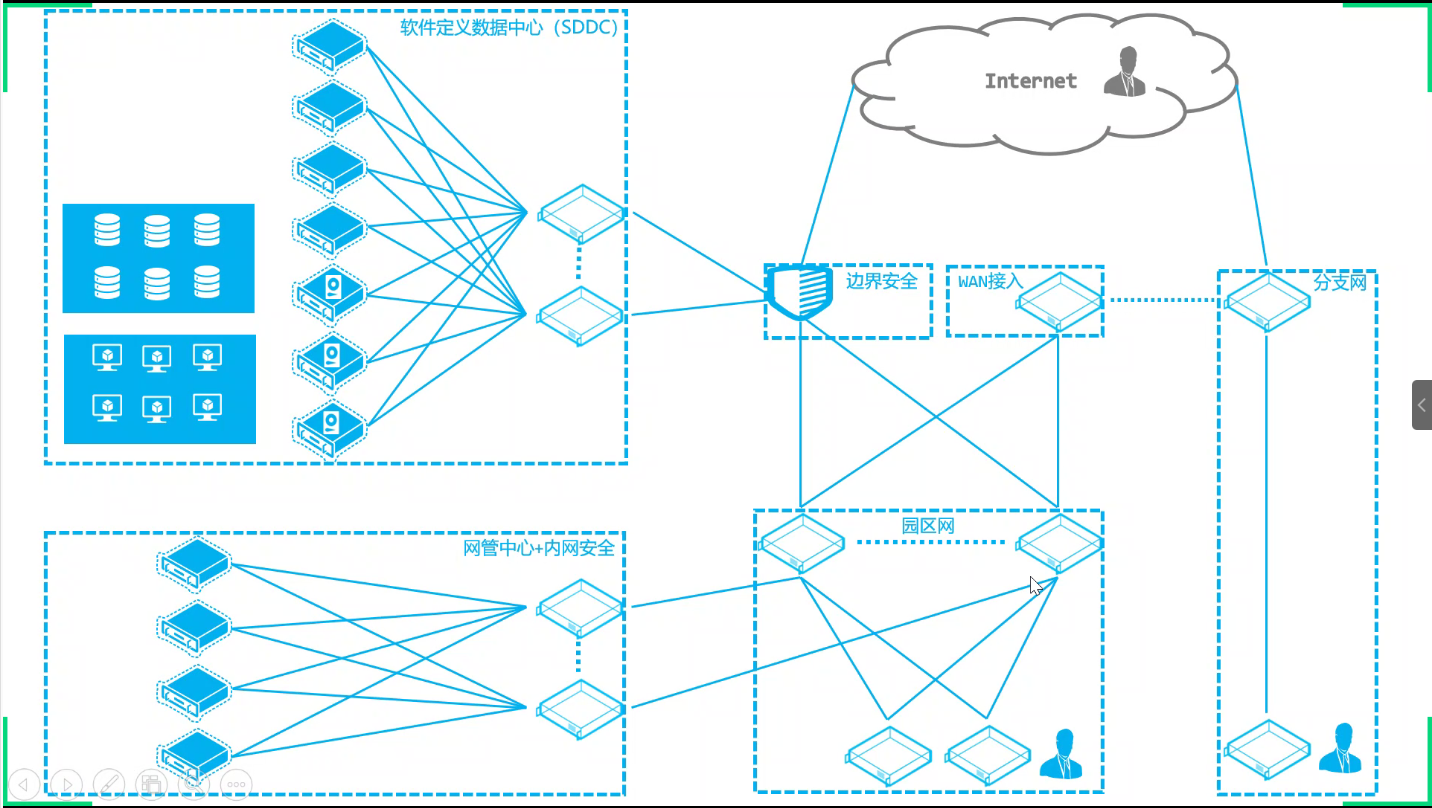 软件定义数据中心（SDDC）
Internet
边界安全
WAN接入
分支网
园区网
网管中心+内网安全